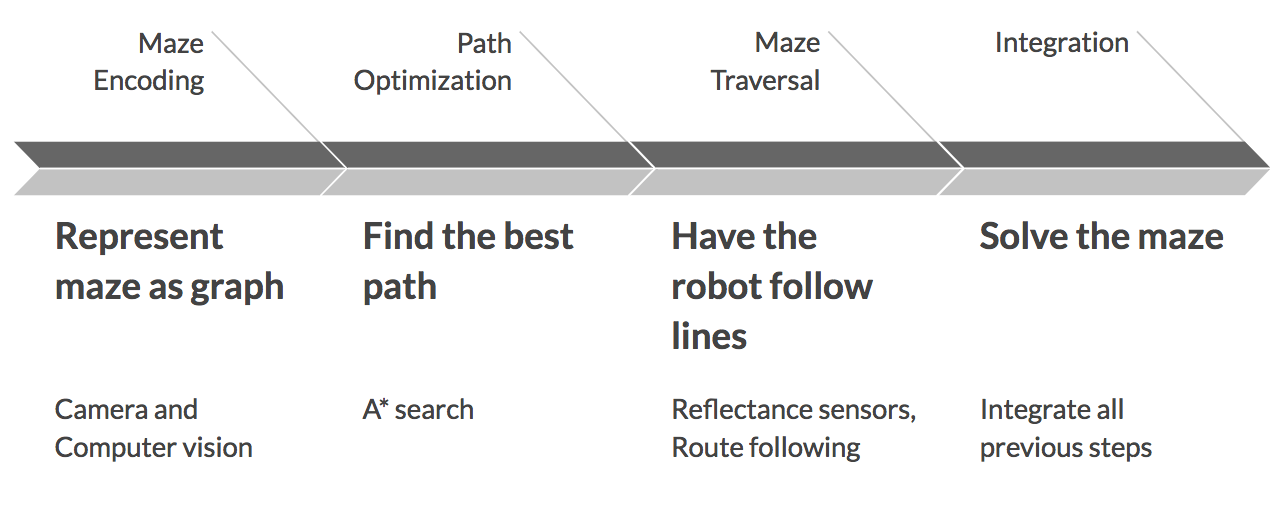 Maze
Encoding
Path
Optimization
Maze
Traversal
Integration
Represent
maze as graph
Find the best
path
Have the
robot follow
lines
Solve the maze
Camera and
Computer vision
A* search
Reflectance sensors,
Route following
Integrate all
previous steps